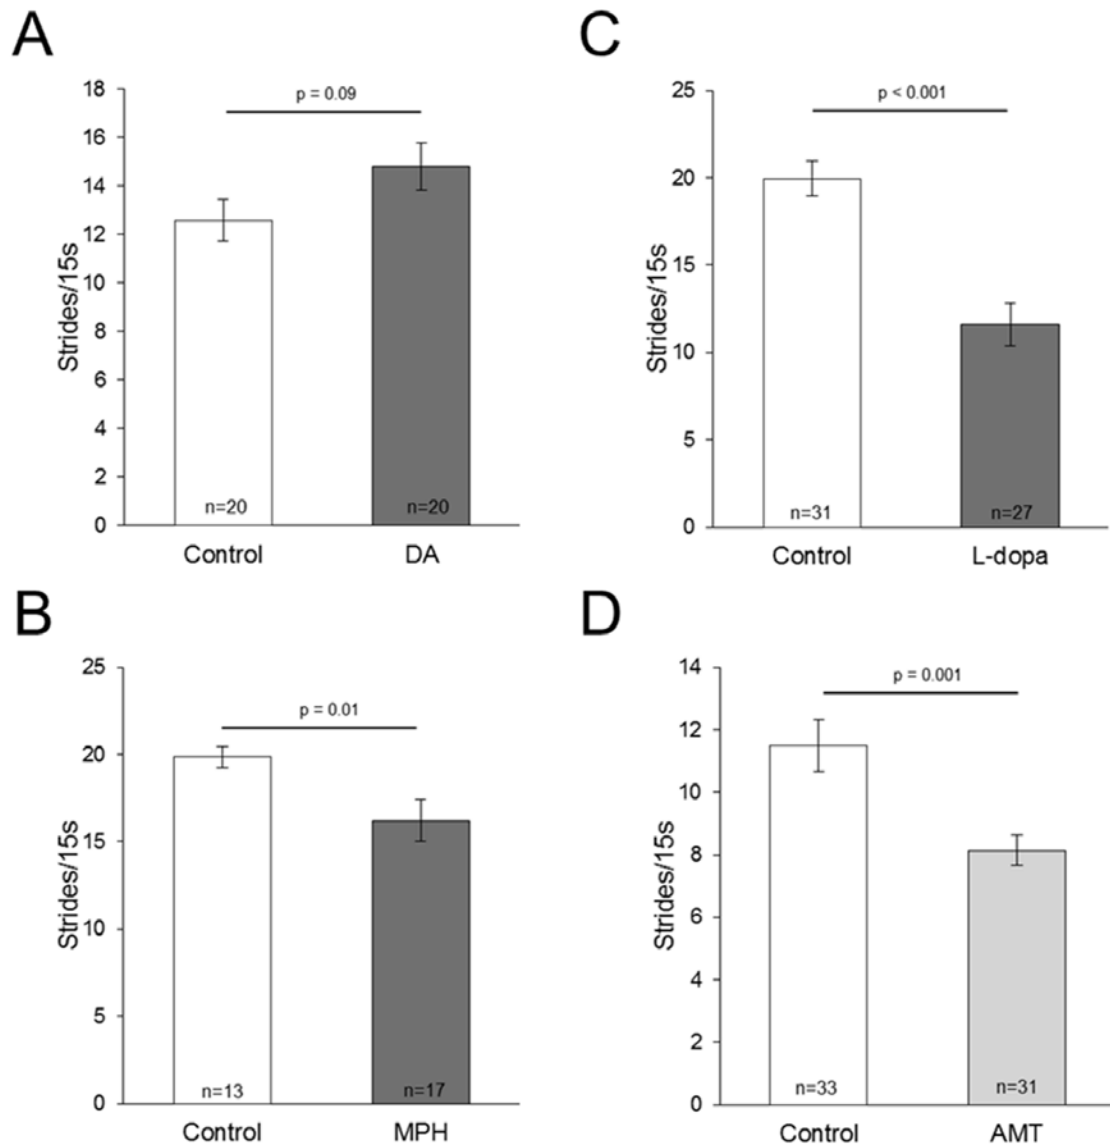 A
18
16
14
12
10
8
6
4
2
0
Strides/15s
p = 0.09
n=20
n=20
Control
DA
C
25
20
15
10
5
0
Strides/15s
p < 0.001
n=31
n=27
Control
L-dopa
B
25
20
15
10
5
0
Strides/15s
p = 0.01
n=13
n=17
Control
MPH
D
14
12
10
8
6
4
2
0
Strides/15s
p = 0.001
n=33
n=31
Control
AMT